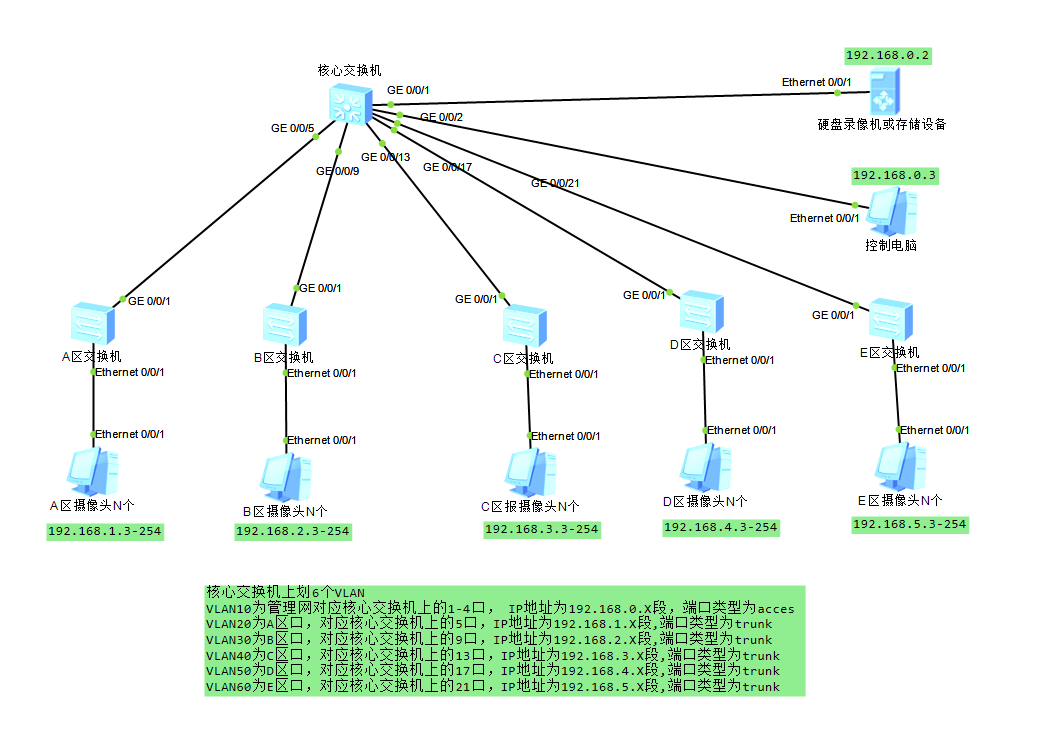 192.168.0.2
核心交换机
Ethernet 0/0/1
GE 0/0/1
GE 0/0/2
硬盘录像机或存储设备
GE 0/0/5
GE 0/0/13
GE 0/0/9
GE 0/0/17
GE 0/0/21
192.168.0.3
Ethernet 0/0/1
控制电脑
GE 0/0/1
GE 0/0/1
GE 0/0/1
GE 0/0/1
GE 0/0/1
A区交换机
B区交换机
C区交换机
D区交换机
E区交换机
Ethernet 0/0/1
Ethernet 0/0/1
Ethernet 0/0/1
Ethernet 0/0/1
Ethernet 0/0/1
Ethernet 0/0/1
Ethernet 0/0/1
Ethernet 0/0/1
Ethernet 0/0/1
Ethernet 0/0/1
A区摄像头N个
B区摄像头N个
C区报摄像头N个
D区摄像头N个
E区摄像头N个
192.168.1.3-254
192.168.2.3-254
192.168.3.3-254
192.168.4.3-254
192.168.5.3-254
核心交换机上划6个VLAN
VLAN10为管理网对应核心交换机上的1-4口， IP地址为192.168.0.X段，端口类型为acces
VLAN20为A区口，对应核心交换机上的5口，IP地址为192.168.1.X段,端口类型为trunk
VLAN30为B区口，对应核心交换机上的9口，IP地址为192.168.2.X段,端口类型为trunk
VLAN40为C区口，对应核心交换机上的13口，IP地址为192.168.3.X段,端口类型为trunk
VLAN50为D区口，对应核心交换机上的17口，IP地址为192.168.4.X段,端口类型为trunk
VLAN60为E区口，对应核心交换机上的21口，IP地址为192.168.5.X段,端口类型为trunk